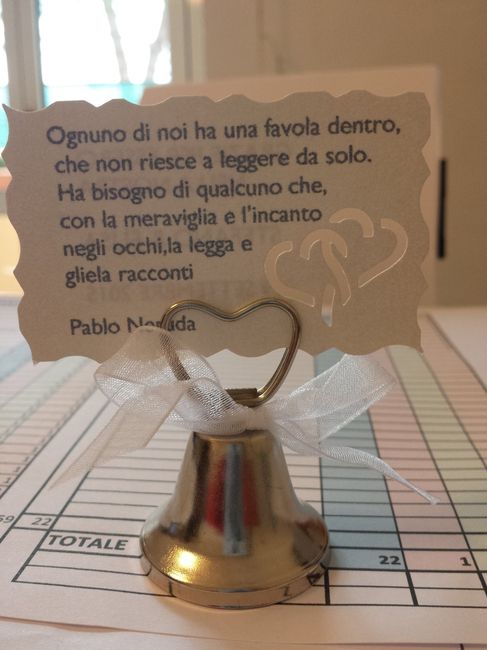 Ognuno di noi ha una favola dentro,
che non riesce a leggere da solo.
Ha bisogno di qualcuno che,
con la meraviglia e l'incanto
negli occhi,la legga e
gliela racconti
Pablo Neruda
59 22
TOTALE 22 1